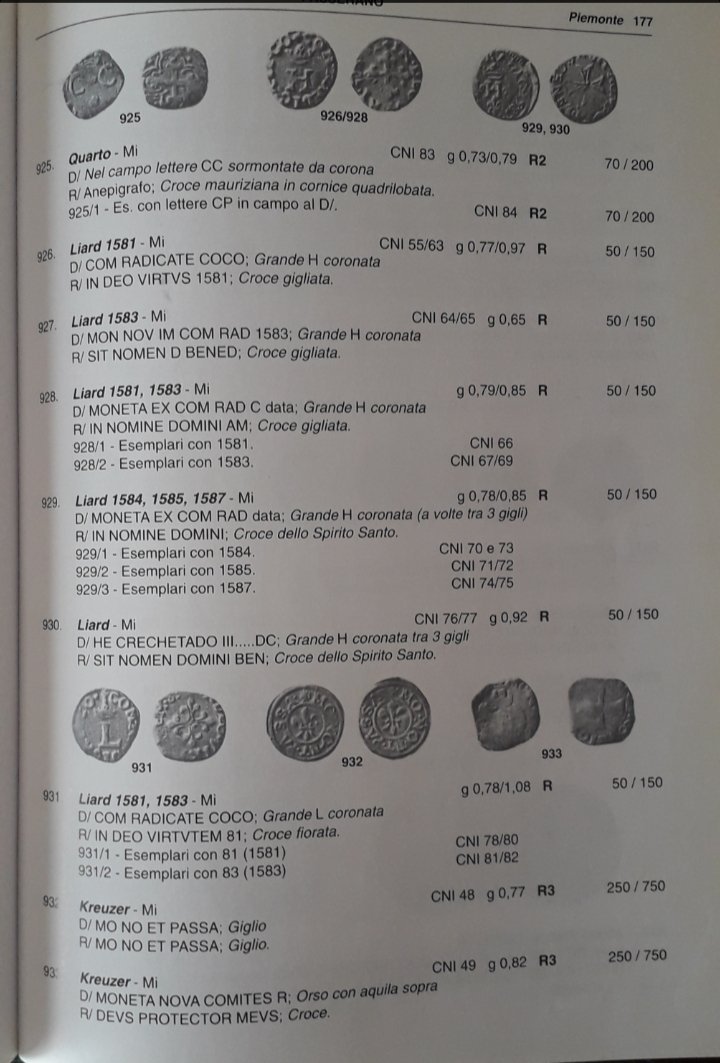 Piemonte 177
925
926/928
929, 930
925. Quarto - Mi CNI 83 g 0,73/0,79 R2 70 / 200
D/ Nel campo lettere CC sormontate da corona
R/ Anepigrafo; Croce mauriziana in cornice quadrilobata.
925/1 - Es. con lettere CP in campo al D/. CNI 84 R2 70 / 200
926. Liard 1581 - Mi CNI 55/63 g 0,77/0,97 R 50 / 150
D/ COM RADICATE COCO; Grande H coronata
R/ IN DEO VIRTVS 1581; Croce gigliata.
927. Liard 1583 - Mi CNI 64/65 g 0,65 R 50 / 150
D/ MON NOV IM COM RAD 1583; Grande H coronata
R/ SIT NOMEN D BENED; Croce gigliata.
928. Liard 1581, 1583 - Mi g 0,79/0,85 R 50 / 150
D/ MONETA EX COM RAD C data; Grande H coronata
R/ IN NOMINE DOMINI AM; Croce gigliata.
928/1 - Esemplari con 1581. CNI 66
928/2 - Esemplari con 1583. CNI 67/69
929. Liard 1584, 1585, 1587 - Mi g 0,78/0,85 R 50 / 150
D/ MONETA EX COM RAD data; Grande H coronata (a volte tra 3 gigli)
R/ IN NOMINE DOMINI; Croce dello Spirito Santo.
929/1 - Esemplari con 1584. CNI 70 e 73
929/2 - Esemplari con 1585. CNI 71/72
929/3 - Esemplari con 1587. CNI 74/75
930. Liard - Mi CNI 76/77 g 0,92 R 50 / 150
D/ HE CRECHETADO III.....DC; Grande H coronata tra 3 gigli
R/ SIT NOMEN DOMINI BEN; Croce dello Spirito Santo.
931
932
933
931 Liard 1581, 1583 - Mi g 0,78/1,08 R 50 / 150
D/ COM RADICATE COCO; Grande L coronata
R/ IN DEO VIRTVTEM 81; Croce fiorata.
931/1 - Esemplari con 81 (1581) CNI 78/80
931/2 - Esemplari con 83 (1583) CNI 81/82
Kreuzer - Mi CNI 48 g 0,77 R3 250 / 750
D/ MO NO ET PASSA; Giglio
R/ MO NO ET PASSA; Giglio.
Kreuzer - Mi CNI 49 g 0,82 R3 250 / 750
D/ MONETA NOVA COMITES R; Orso con aquila sopra
R/ DEVS PROTECTOR MEVS; Croce.